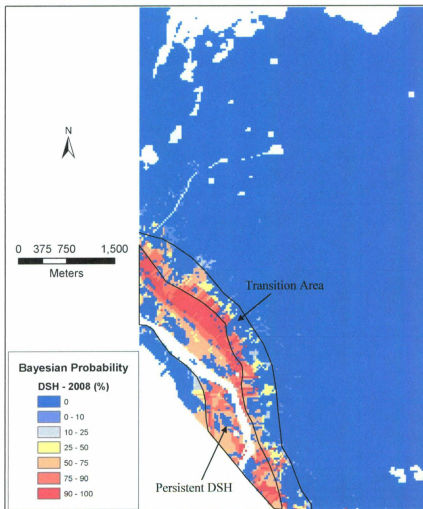 N
0 375 750 1,500
Meters
Transition Area
Bayesian Probability
DSH - 2008 (%)
0
0 - 10
10 - 25
25 - 50
50 - 75
75 - 90
90 - 100
Persistent DSH